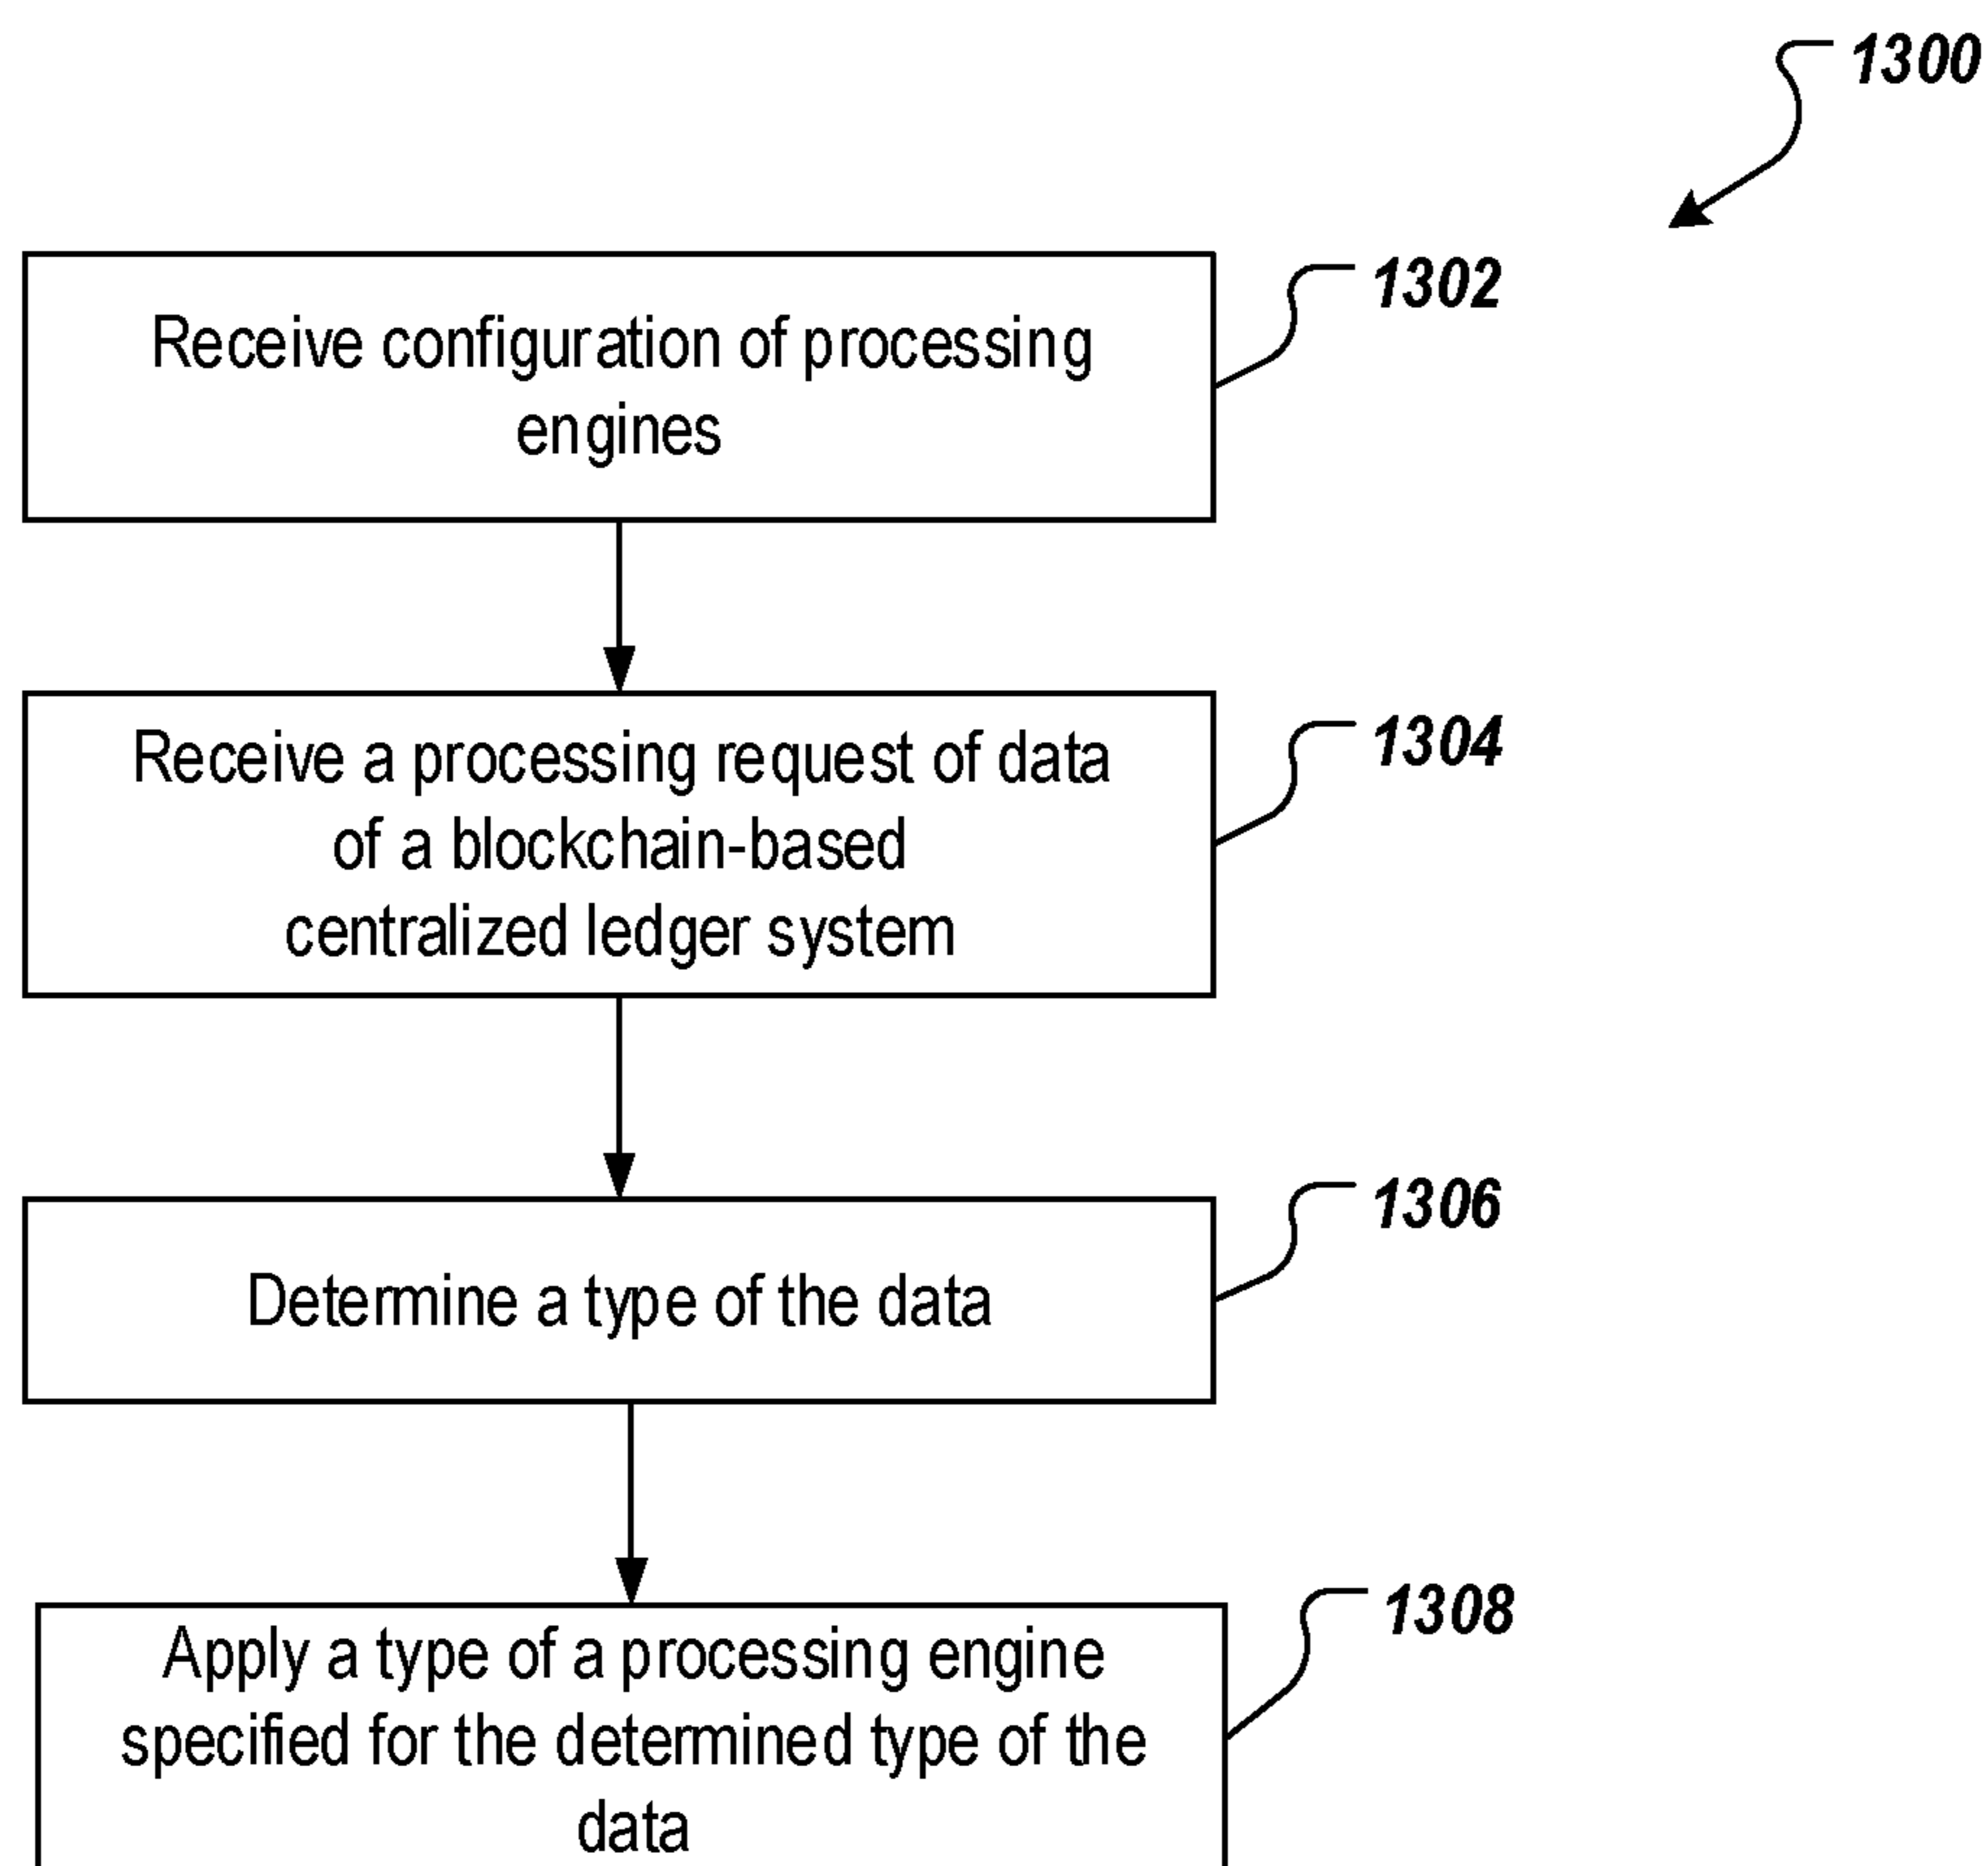 1300
Receive configuration of processing
engines
1302
Receive a processing request of data
of a blockchain-based
centralized ledger system
1304
Determine a type of the data
1306
Apply a type of a processing engine
specified for the determined type of the
data
1308